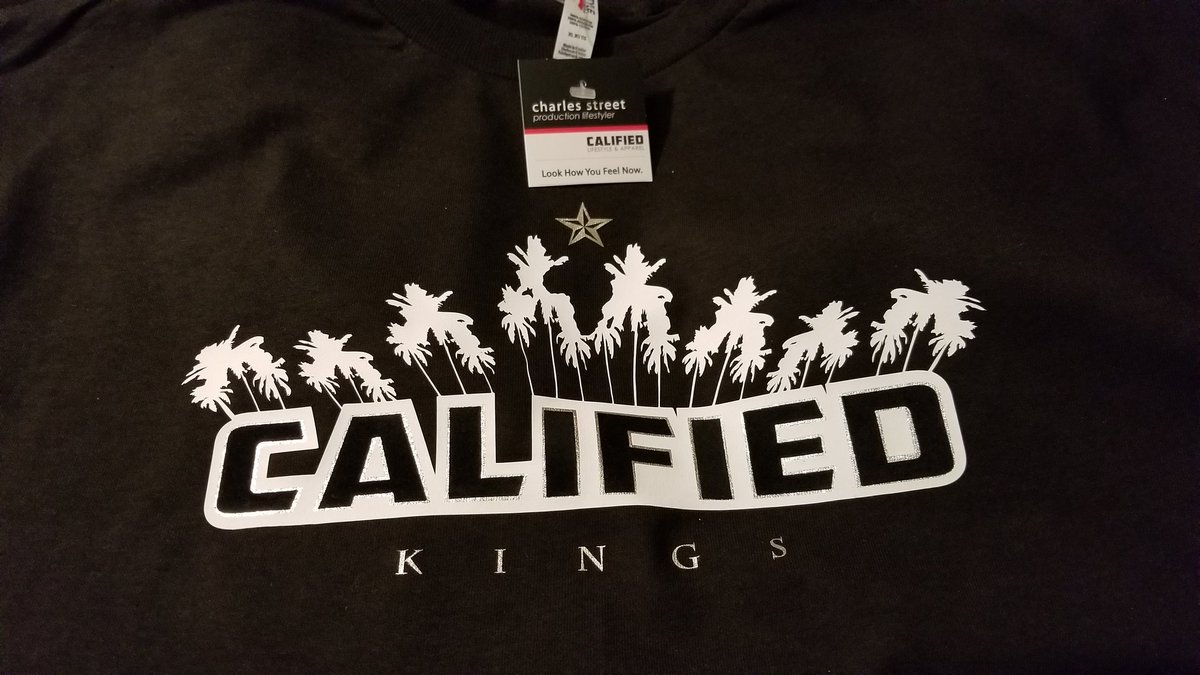 charles street
production lifestyler
CALIFIED
LIFESTYLE & APPAREL
Look How You Feel Now.
CALIFIED
KINGS